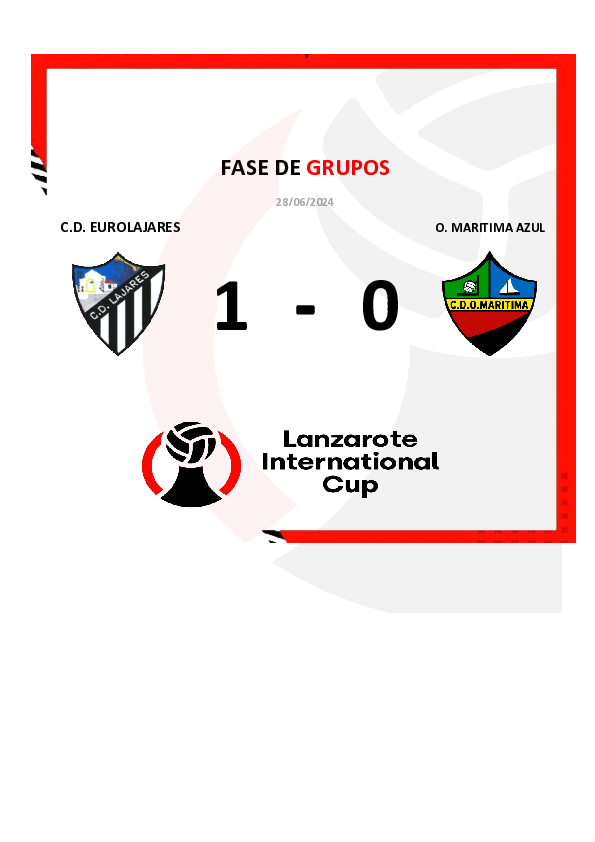 FASE DE GRUPOS
28/06/2024
C.D. EUROLAJARES
O. MARITIMA AZUL
C.D. LAJARES
1 - 0
C.D.O.MARITIMA
Lanzarote
International
Cup